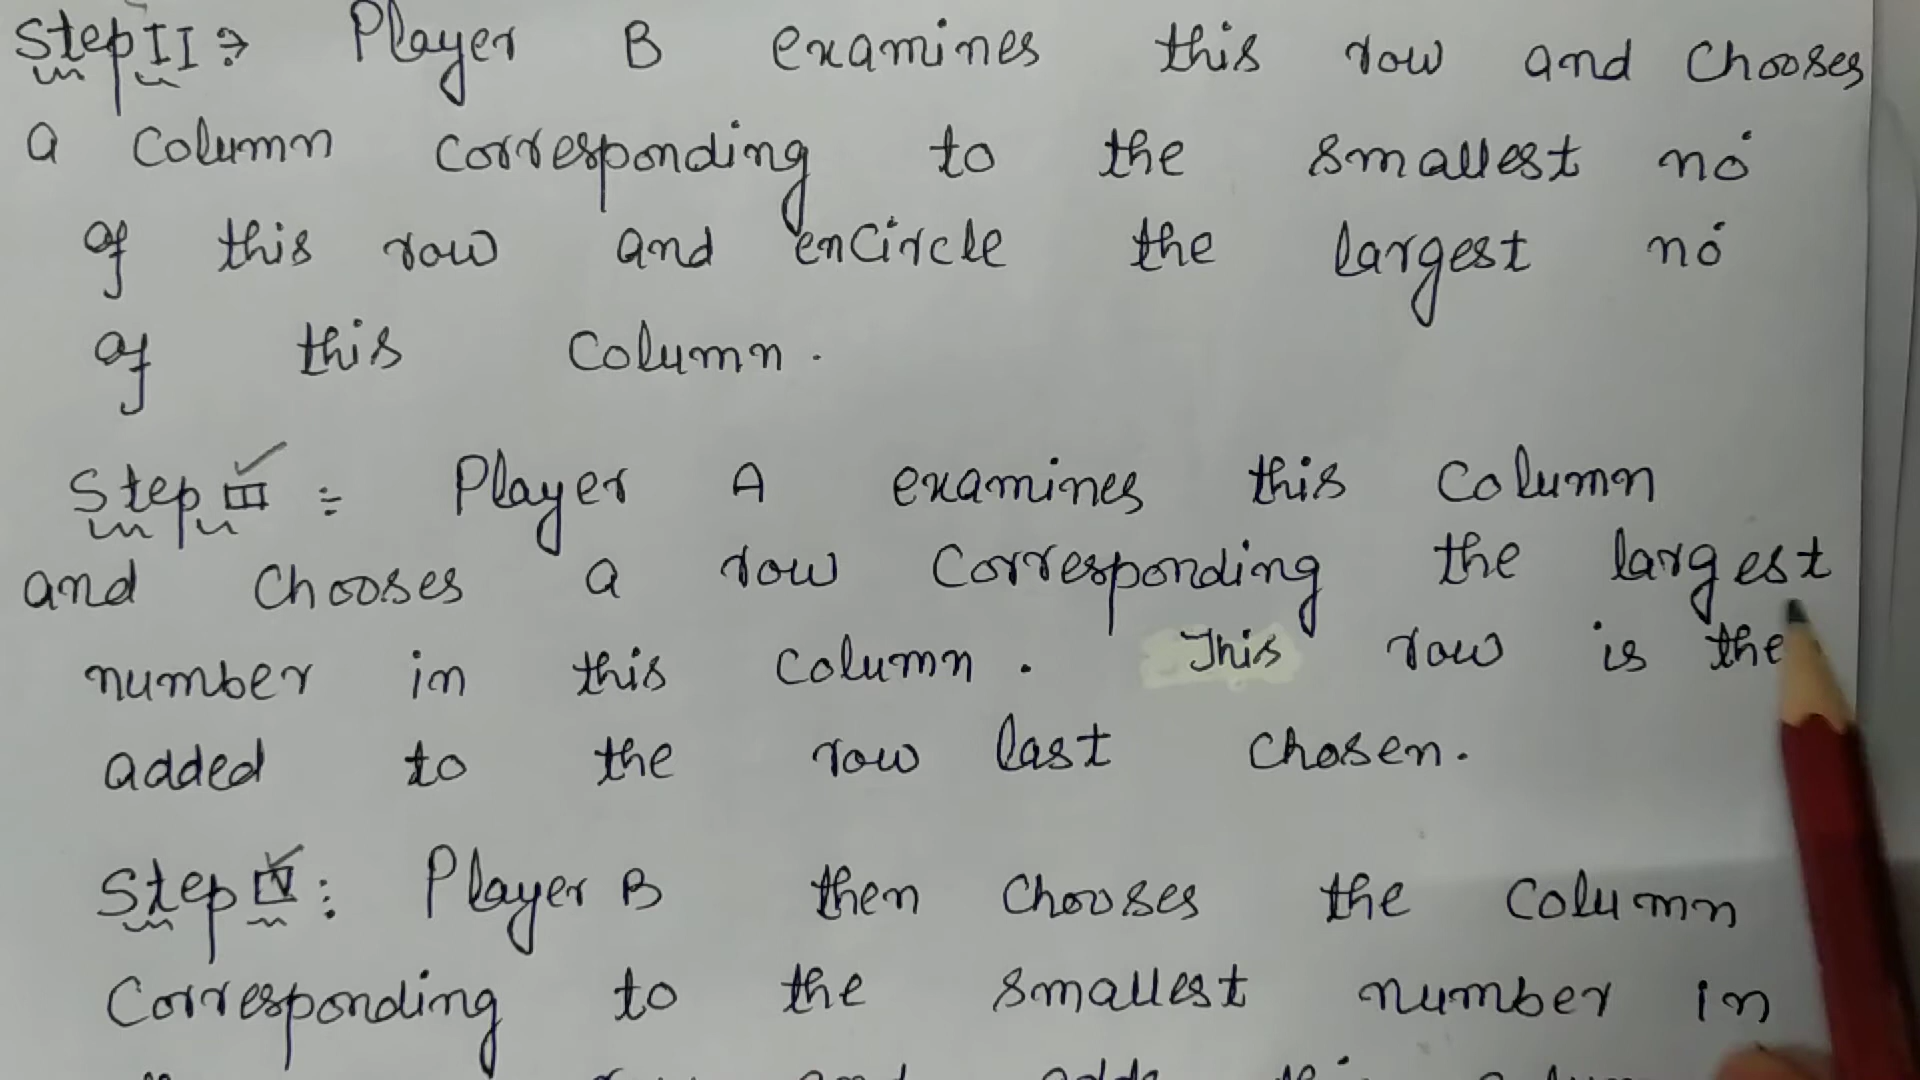 Step II :→ Player B examines this row and chooses
a column corresponding to the smallest no
of this row and encircle the largest no
of this column.
Step III := Player A examines this column
and chooses a row corresponding the largest
number in this column. This row is the
added to the row last chosen.
Step IV : Player B then chooses the column
Corresponding to the smallest number in